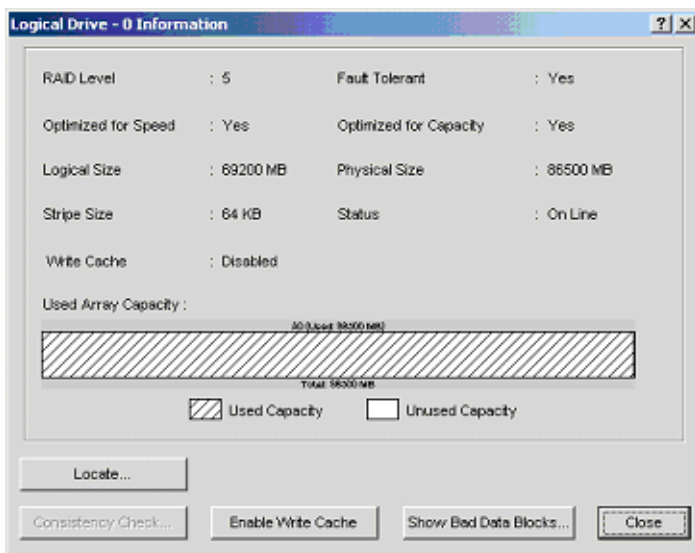 Logical Drive - 0 Information
RAID Level : 5 Fault Tolerant : Yes
Optimized for Speed : Yes Optimized for Capacity : Yes
Logical Size : 69200 MB Physical Size : 86500 MB
Stripe Size : 64 KB Status : On Line
Write Cache : Disabled
Used Array Capacity :
Used Capacity Unused Capacity
Locate...
Consistency Check... Enable Write Cache Show Bad Data Blocks... Close